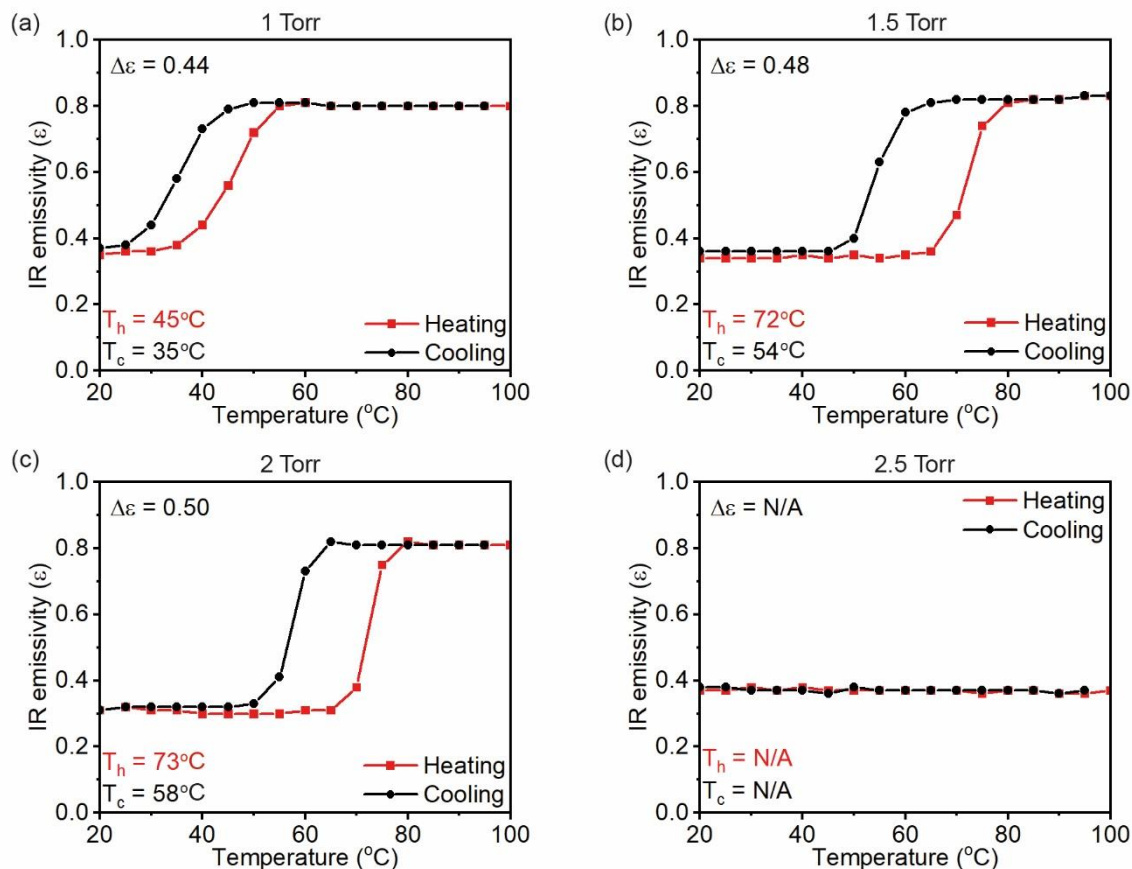 (a)
1 Torr
1.0
0.8
0.6
0.4
0.2
0.0
IR emissivity (ε)
Δε = 0.44
Tₕ = 45°C
T_c = 35°C
Heating
Cooling
20 40 60 80 100
Temperature (°C)
(b)
1.5 Torr
1.0
0.8
0.6
0.4
0.2
0.0
IR emissivity (ε)
Δε = 0.48
Tₕ = 72°C
T_c = 54°C
Heating
Cooling
20 40 60 80 100
Temperature (°C)
(c)
2 Torr
1.0
0.8
0.6
0.4
0.2
0.0
IR emissivity (ε)
Δε = 0.50
Tₕ = 73°C
T_c = 58°C
Heating
Cooling
20 40 60 80 100
Temperature (°C)
(d)
2.5 Torr
1.0
0.8
0.6
0.4
0.2
0.0
IR emissivity (ε)
Δε = N/A
Heating
Cooling
Tₕ = N/A
T_c = N/A
20 40 60 80 100
Temperature (°C)